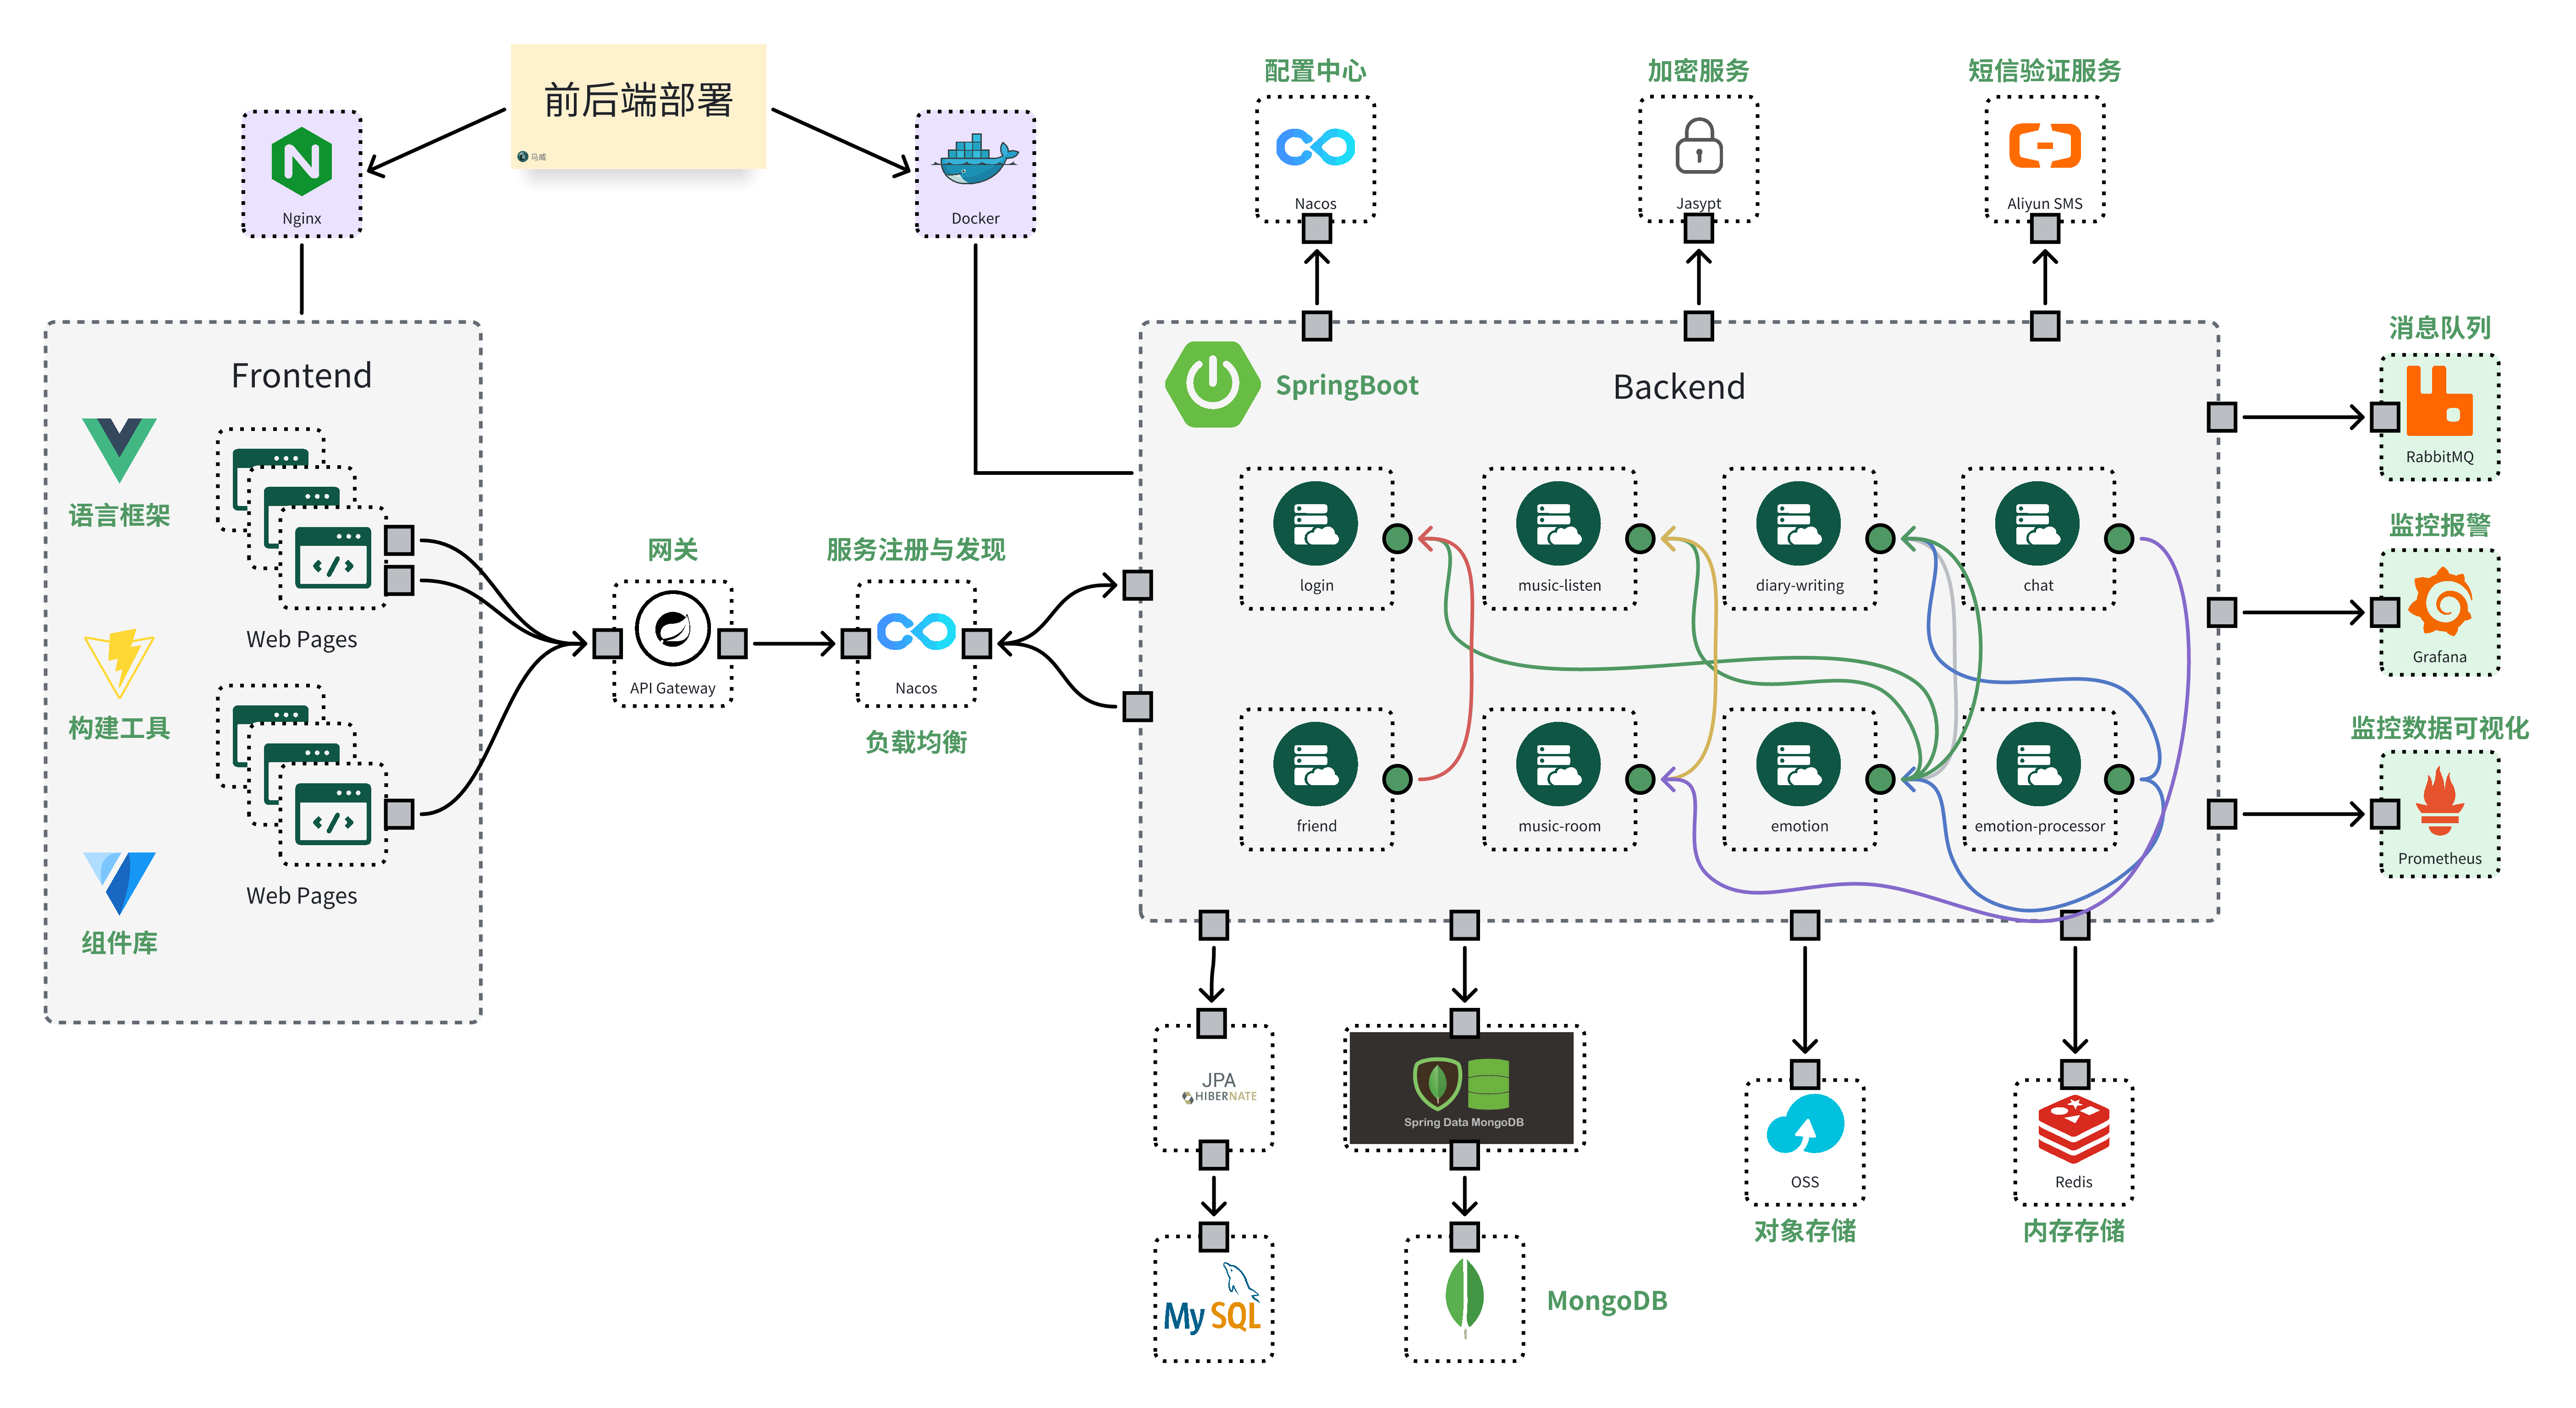 前后端部署
马威
Nginx
Docker
配置中心
Nacos
加密服务
Jasypt
短信验证服务
Aliyun SMS
Frontend
语言框架
Web Pages
构建工具
Web Pages
组件库
网关
API Gateway
服务注册与发现
Nacos
负载均衡
SpringBoot
Backend
login
music-listen
diary-writing
chat
friend
music-room
emotion
emotion-processor
消息队列
RabbitMQ
监控报警
Grafana
监控数据可视化
Prometheus
JPA
HIBERNATE
Spring Data MongoDB
OSS
对象存储
Redis
内存存储
MySQL
MongoDB